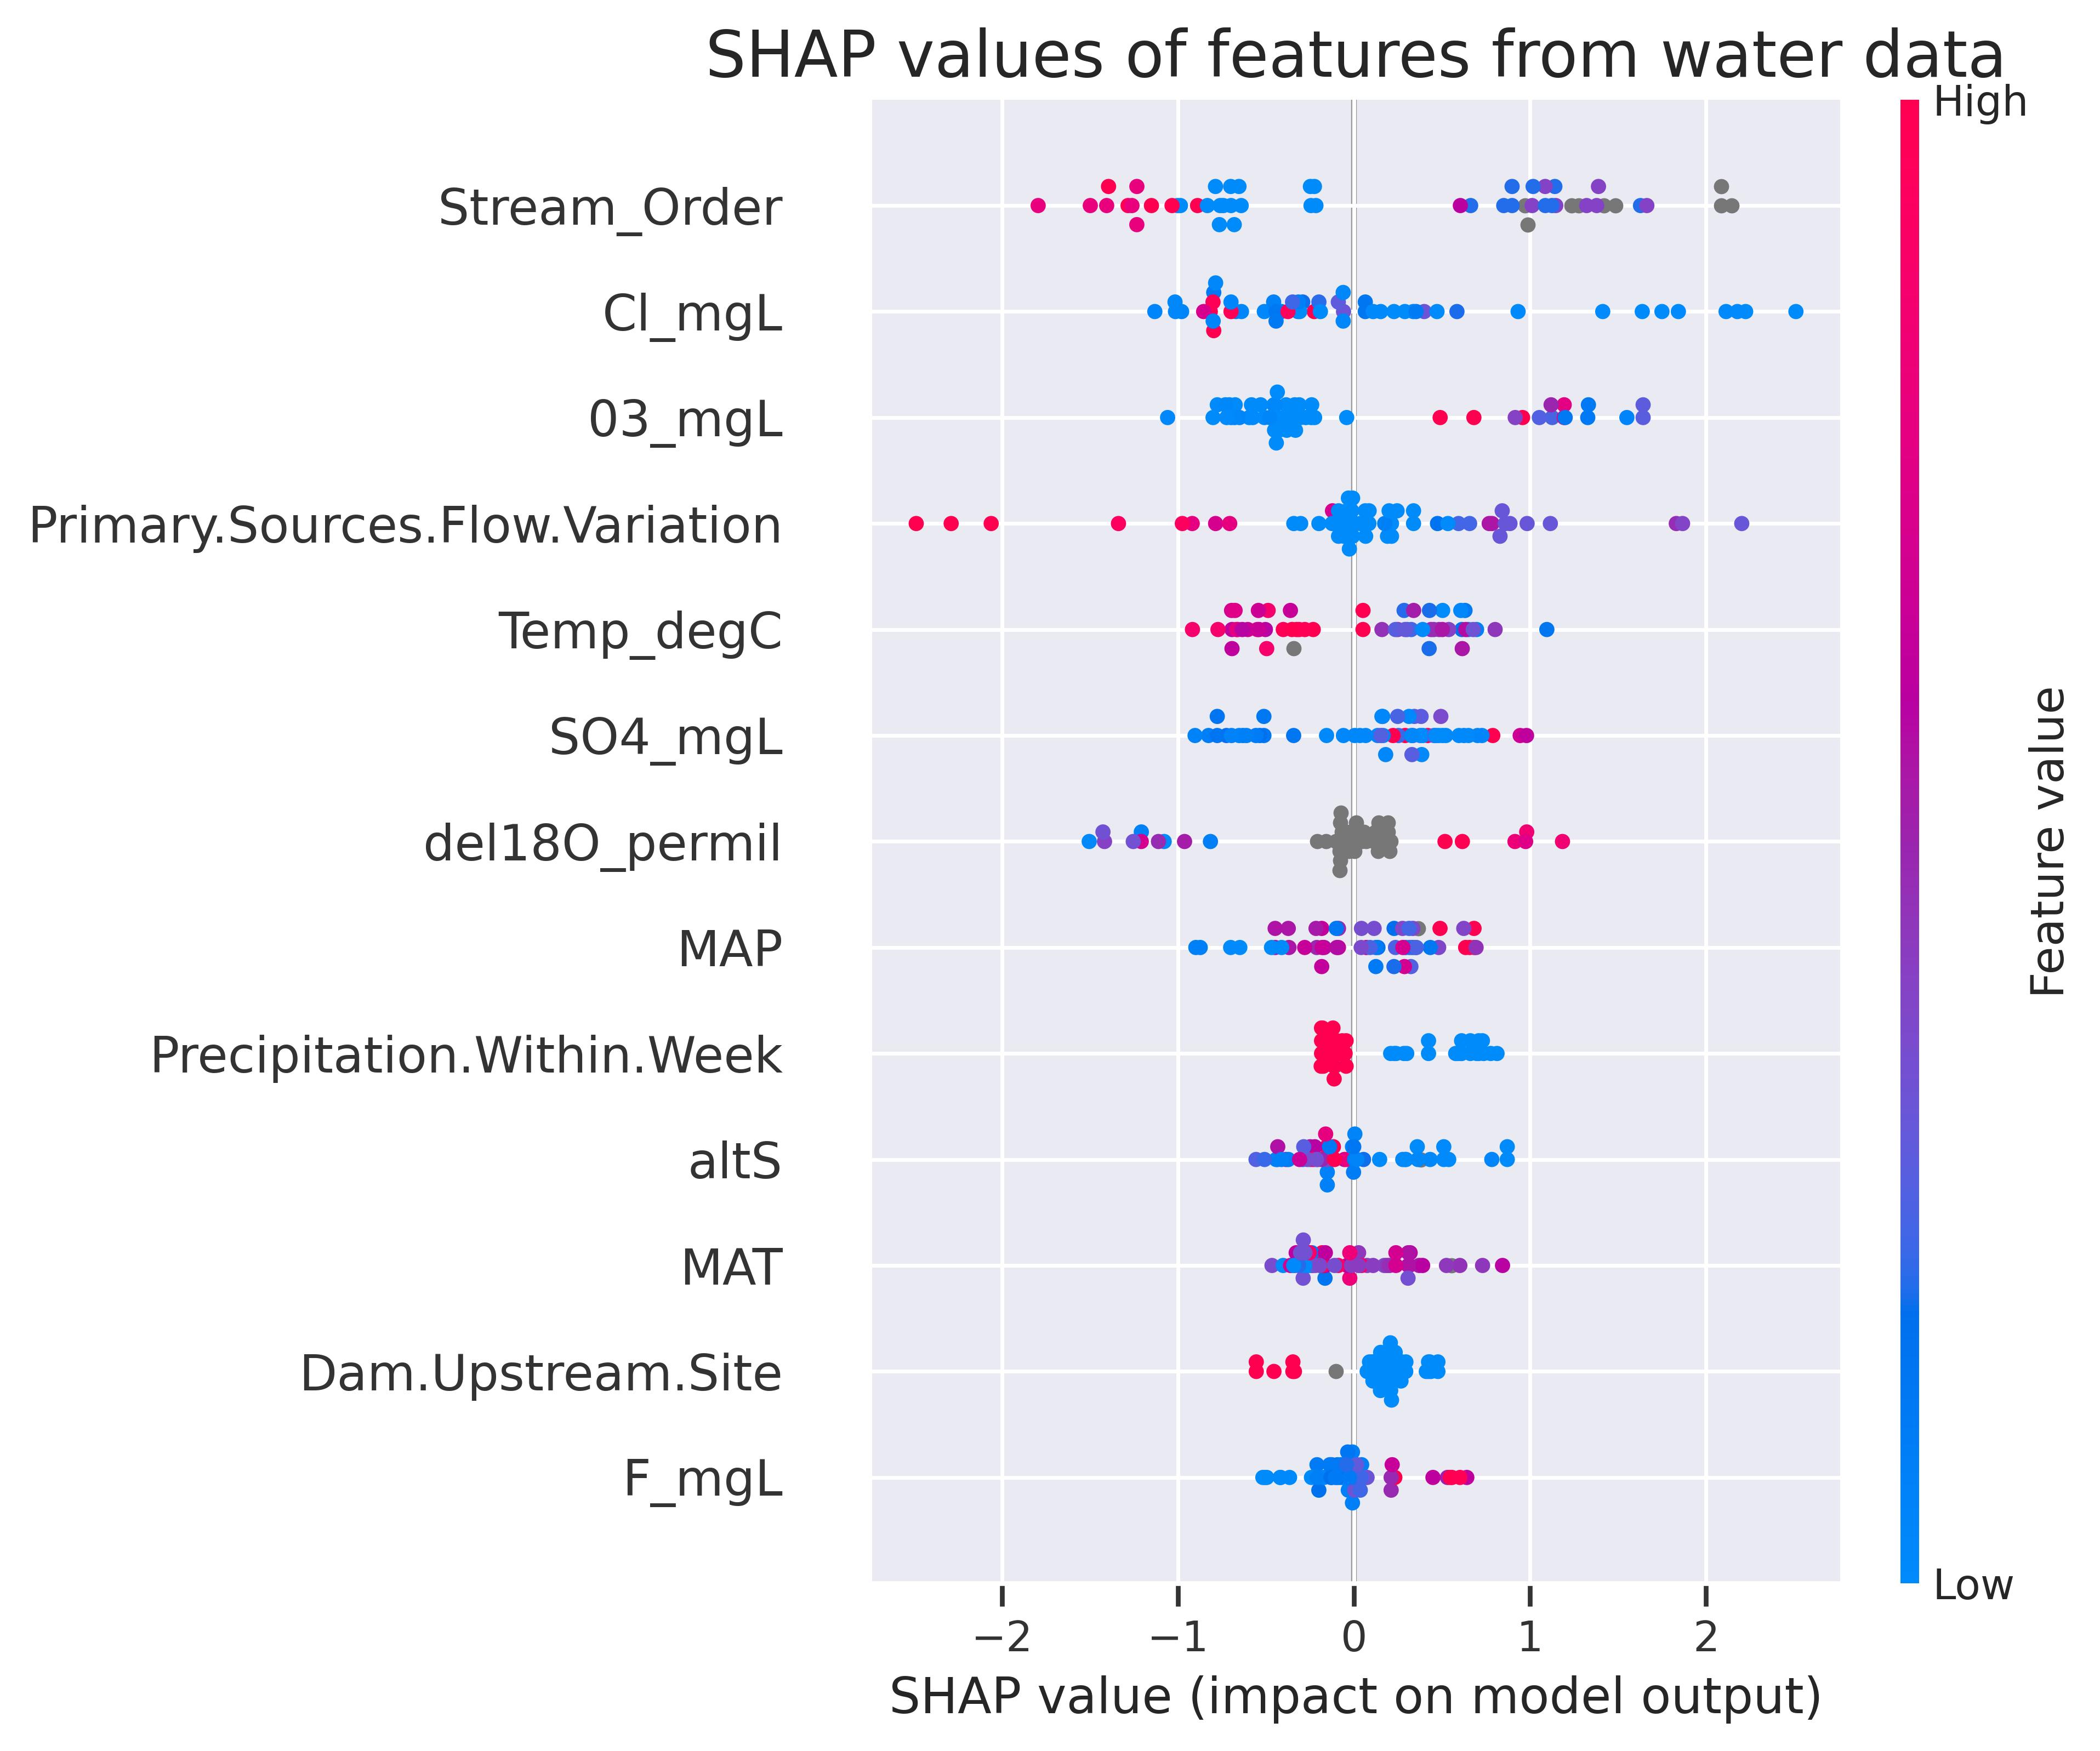 SHAP values of features from water data
High
Stream_Order
Cl_mgL
03_mgL
Primary.Sources.Flow.Variation
Temp_degC
SO4_mgL
del18O_permil
MAP
Precipitation.Within.Week
altS
MAT
Dam.Upstream.Site
F_mgL
Feature value
Low
−2 −1 0 1 2
SHAP value (impact on model output)